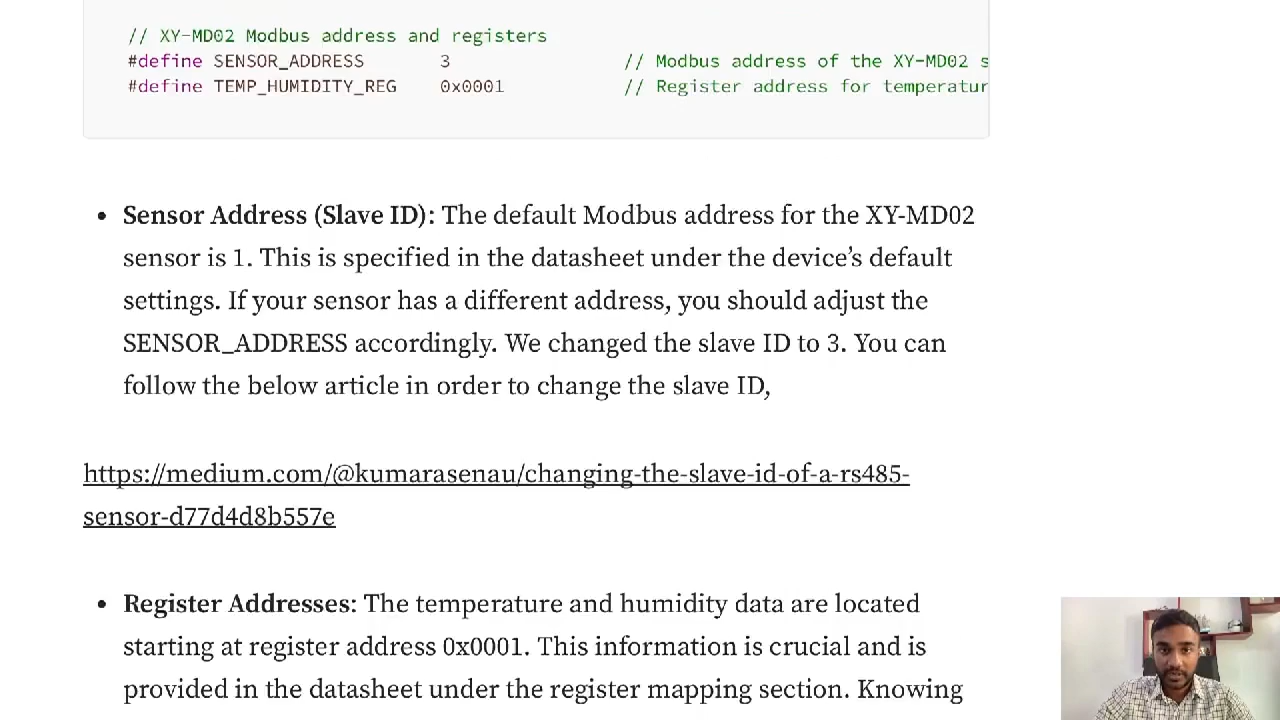 // XY-MD02 Modbus address and registers
#define SENSOR_ADDRESS 3 // Modbus address of the XY-MD02 s
#define TEMP_HUMIDITY_REG 0x0001 // Register address for temperatur
• Sensor Address (Slave ID): The default Modbus address for the XY-MD02
sensor is 1. This is specified in the datasheet under the device’s default
settings. If your sensor has a different address, you should adjust the
SENSOR_ADDRESS accordingly. We changed the slave ID to 3. You can
follow the below article in order to change the slave ID,
https://medium.com/@kumarasenau/changing-the-slave-id-of-a-rs485-
sensor-d77d4d8b557e
• Register Addresses: The temperature and humidity data are located
starting at register address 0x0001. This information is crucial and is
provided in the datasheet under the register mapping section. Knowing